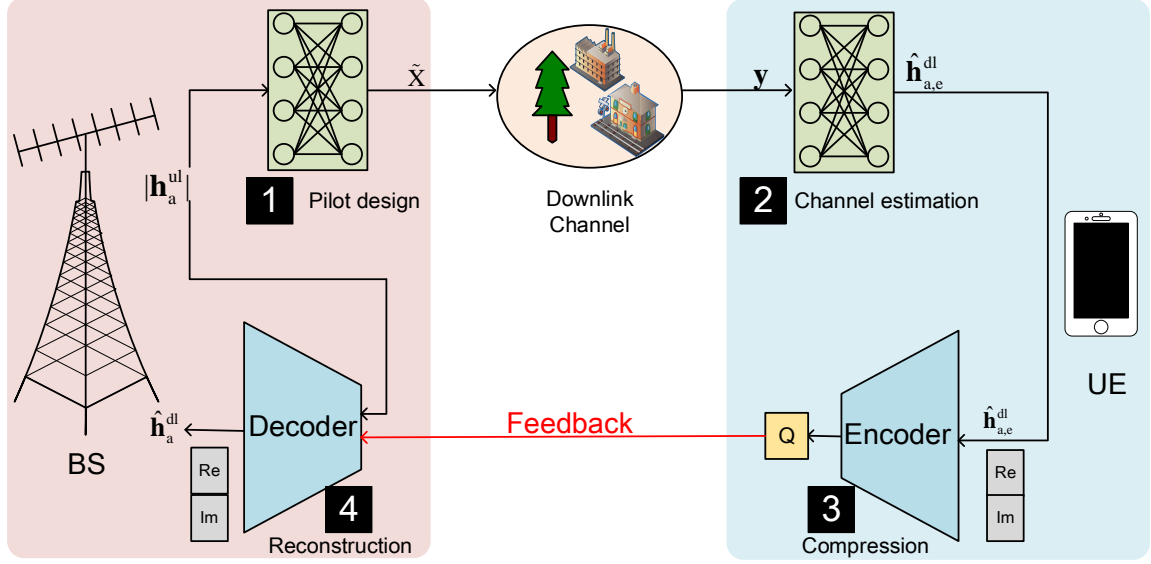 |h_a^ul|
1 Pilot design
X̃
Downlink
Channel
y
2 Channel estimation
ĥ_a,e^dl
BS
UE
ĥ_a^dl
Decoder
Re
Im
4
Reconstruction
Feedback
Q
Encoder
3
Compression
ĥ_a,e^dl
Re
Im